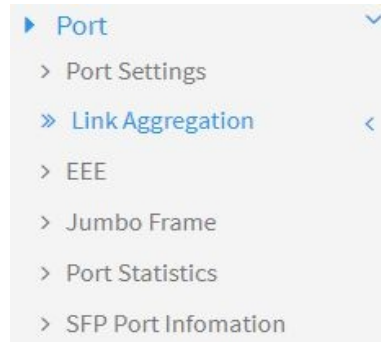 Port
Port Settings
Link Aggregation
EEE
Jumbo Frame
Port Statistics
SFP Port Infomation